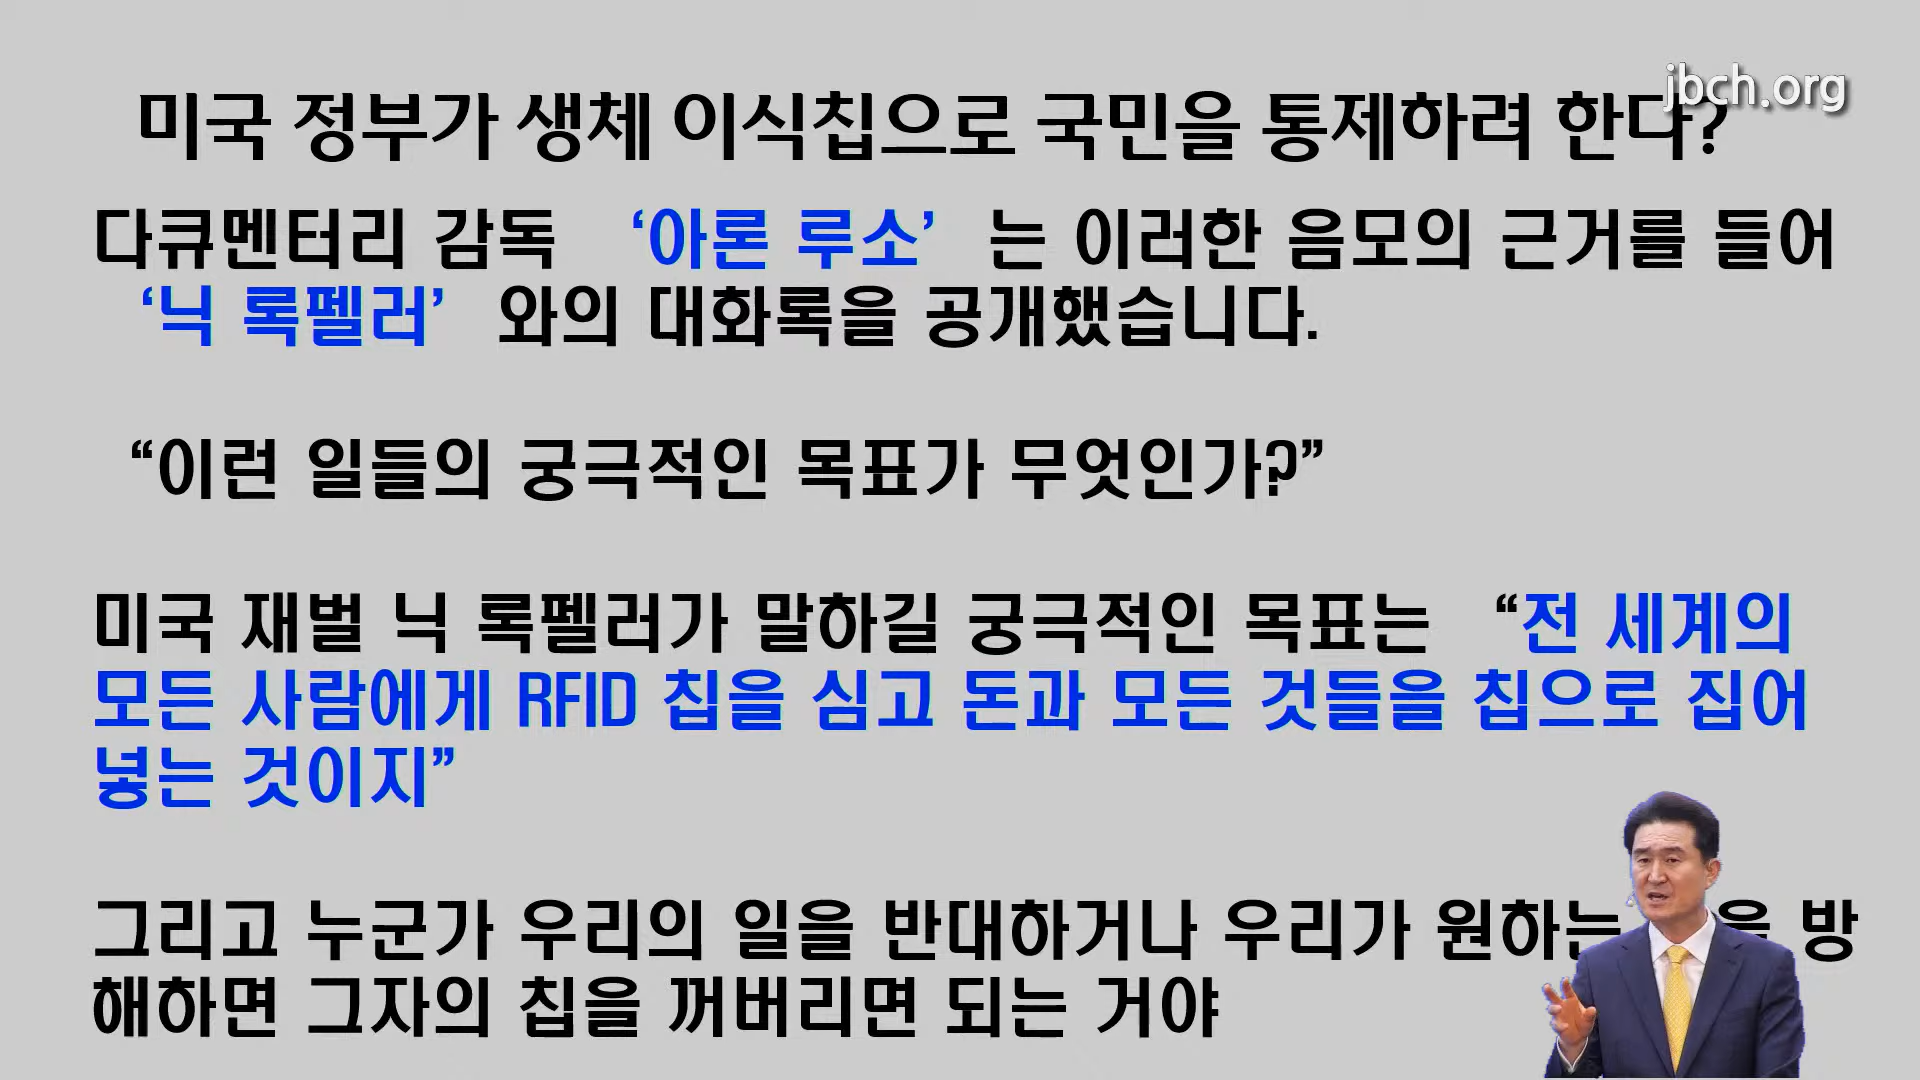 jbch.org
미국 정부가 생체 이식칩으로 국민을 통제하려 한다?
다큐멘터리 감독 ‘아론 루소’ 는 이러한 음모의 근거를 들어
‘닉 록펠러’ 와의 대화록을 공개했습니다.
“이런 일들의 궁극적인 목표가 무엇인가?”
미국 재벌 닉 록펠러가 말하길 궁극적인 목표는 “전 세계의
모든 사람에게 RFID 칩을 심고 돈과 모든 것들을 칩으로 집어
넣는 것이지”
그리고 누군가 우리의 일을 반대하거나 우리가 원하는 방
해하면 그자의 칩을 꺼버리면 되는 거야